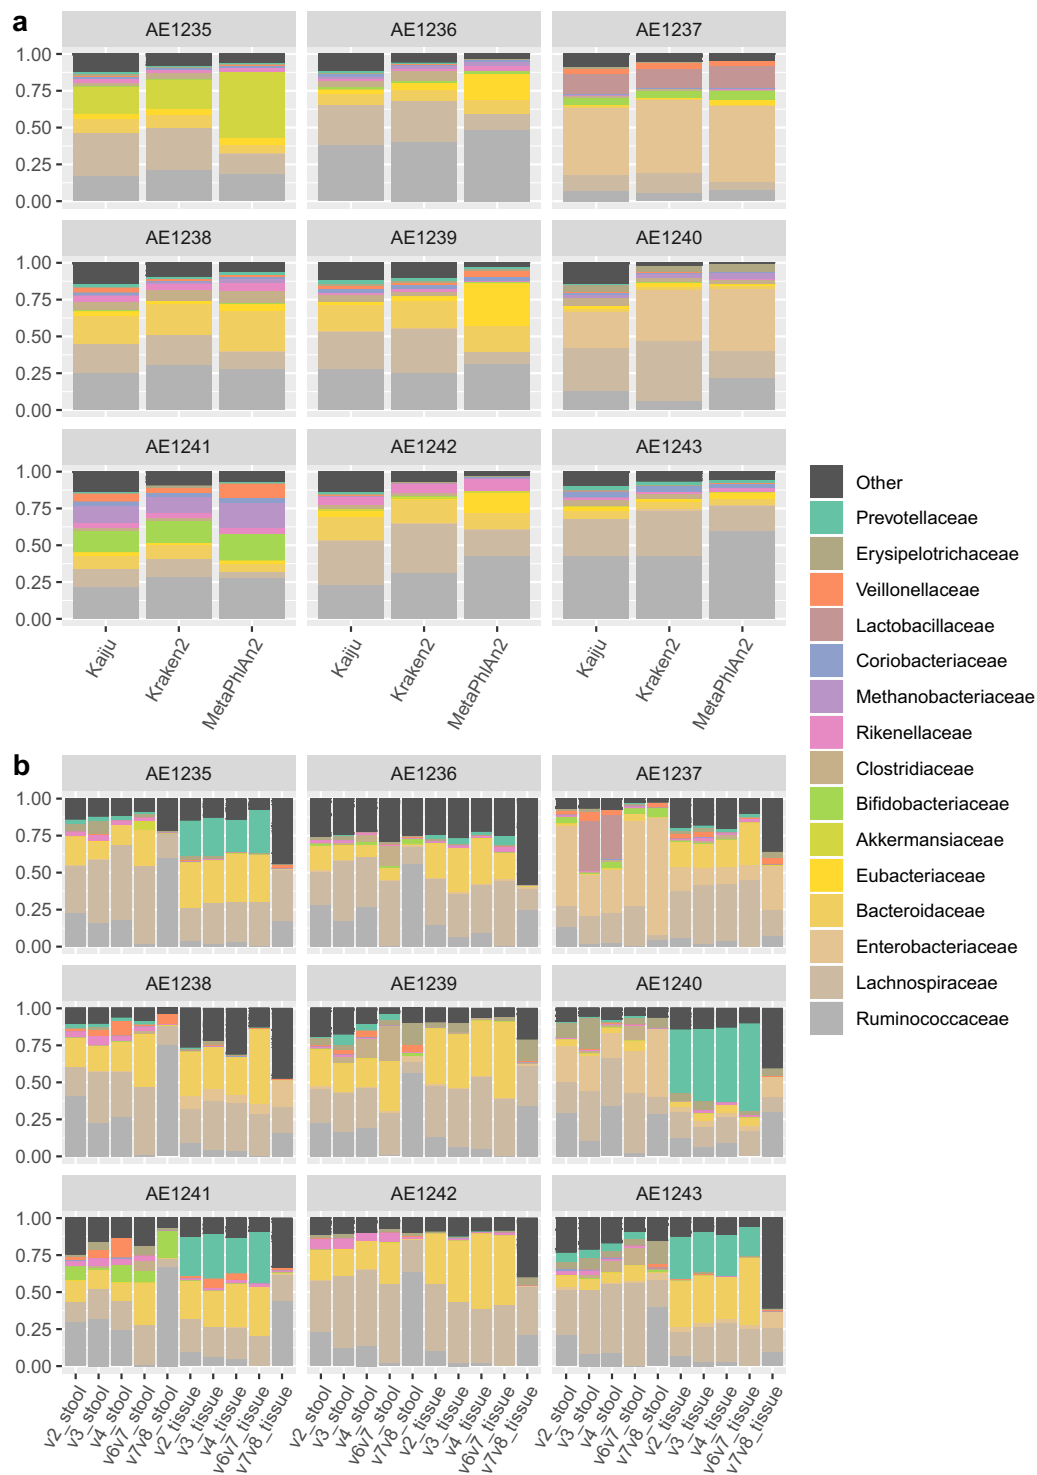 a
AE1235 AE1236 AE1237
1.00
0.75
0.50
0.25
0.00
AE1238 AE1239 AE1240
1.00
0.75
0.50
0.25
0.00
AE1241 AE1242 AE1243
1.00
0.75
0.50
0.25
0.00
Kaiju Kraken2 MetaPhlAn2 Kaiju Kraken2 MetaPhlAn2 Kaiju Kraken2 MetaPhlAn2
Other
Prevotellaceae
Erysipelotrichaceae
Veillonellaceae
Lactobacillaceae
Coriobacteriaceae
Methanobacteriaceae
Rikenellaceae
Clostridiaceae
Bifidobacteriaceae
Akkermansiaceae
Eubacteriaceae
Bacteroidaceae
Enterobacteriaceae
Lachnospiraceae
Ruminococcaceae
b
AE1235 AE1236 AE1237
1.00
0.75
0.50
0.25
0.00
AE1238 AE1239 AE1240
1.00
0.75
0.50
0.25
0.00
AE1241 AE1242 AE1243
1.00
0.75
0.50
0.25
0.00
v2_stool v3_stool v4_stool v6v7_stool v7v8_stool v2_tissue v3_tissue v4_tissue v6v7_tissue v7v8_tissue v2_stool v3_stool v4_stool v6v7_stool v7v8_stool v2_tissue v3_tissue v4_tissue v6v7_tissue v7v8_tissue v2_stool v3_stool v4_stool v6v7_stool v7v8_stool v2_tissue v3_tissue v4_tissue v6v7_tissue v7v8_tissue